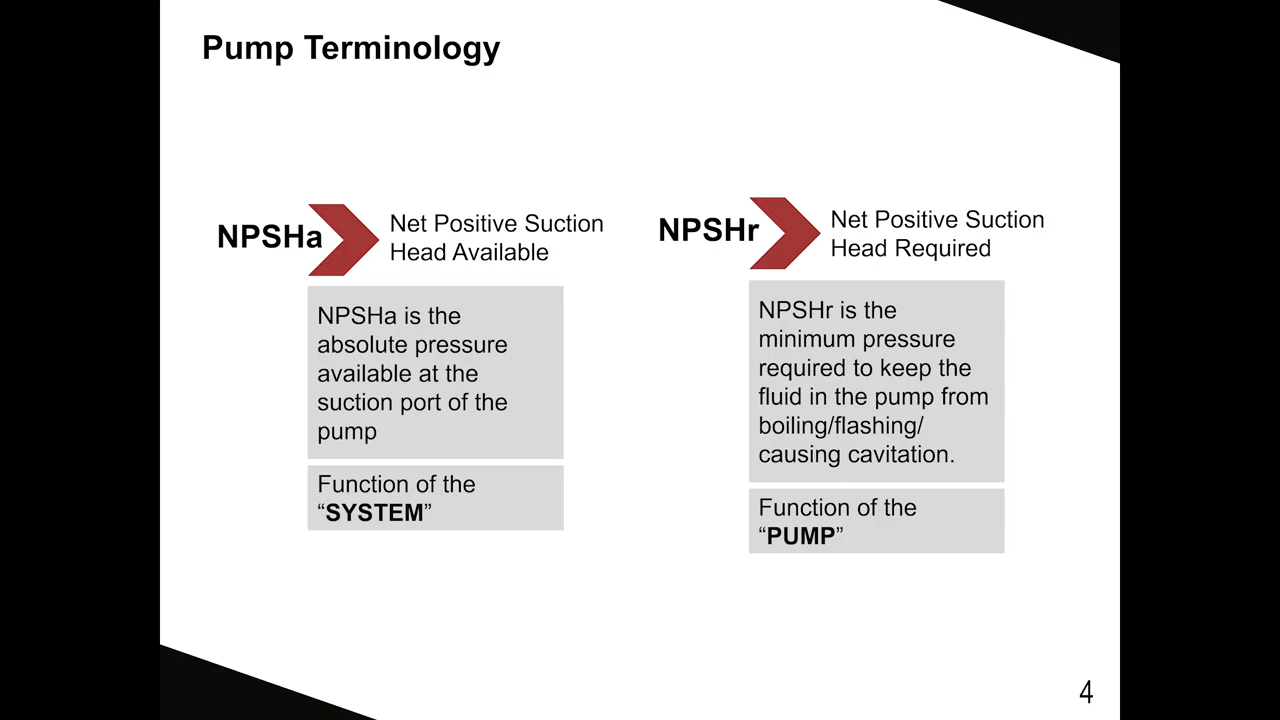 Pump Terminology
NPSHa
Net Positive Suction
Head Available
NPSHa is the
absolute pressure
available at the
suction port of the
pump
Function of the
“SYSTEM”
NPSHr
Net Positive Suction
Head Required
NPSHr is the
minimum pressure
required to keep the
fluid in the pump from
boiling/flashing/
causing cavitation.
Function of the
“PUMP”
4